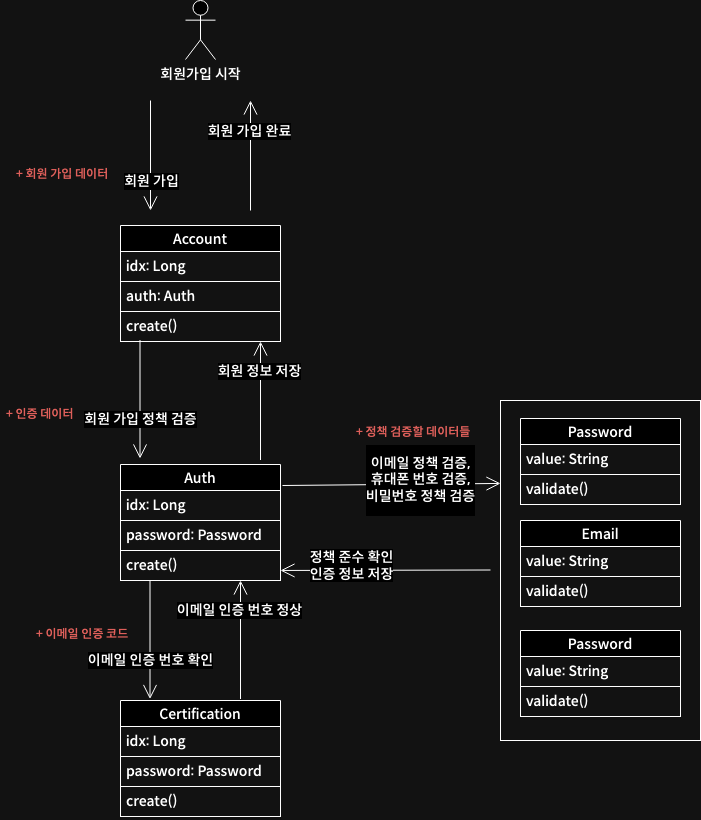 회원가입 시작
회원 가입 완료
+ 회원 가입 데이터
회원 가입
Account
idx: Long
auth: Auth
create()
회원 정보 저장
+ 인증 데이터
회원 가입 정책 검증
+ 정책 검증할 데이터들
이메일 정책 검증,
휴대폰 번호 검증,
비밀번호 정책 검증
Auth
idx: Long
password: Password
create()
정책 준수 확인
인증 정보 저장
Password
value: String
validate()
Email
value: String
validate()
Password
value: String
validate()
이메일 인증 번호 정상
+ 이메일 인증 코드
이메일 인증 번호 확인
Certification
idx: Long
password: Password
create()